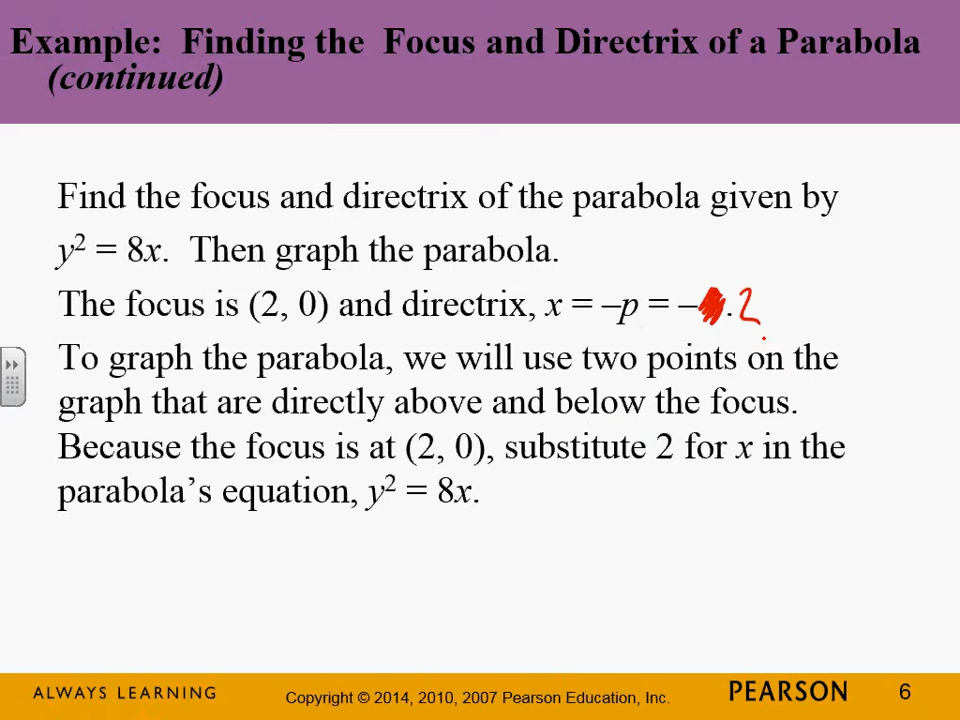 Example: Finding the Focus and Directrix of a Parabola
(continued)
Find the focus and directrix of the parabola given by
y² = 8x. Then graph the parabola.
The focus is (2, 0) and directrix, x = –p = – . 2
To graph the parabola, we will use two points on the
graph that are directly above and below the focus.
Because the focus is at (2, 0), substitute 2 for x in the
parabola’s equation, y² = 8x.
ALWAYS LEARNING
Copyright © 2014, 2010, 2007 Pearson Education, Inc.
PEARSON
6